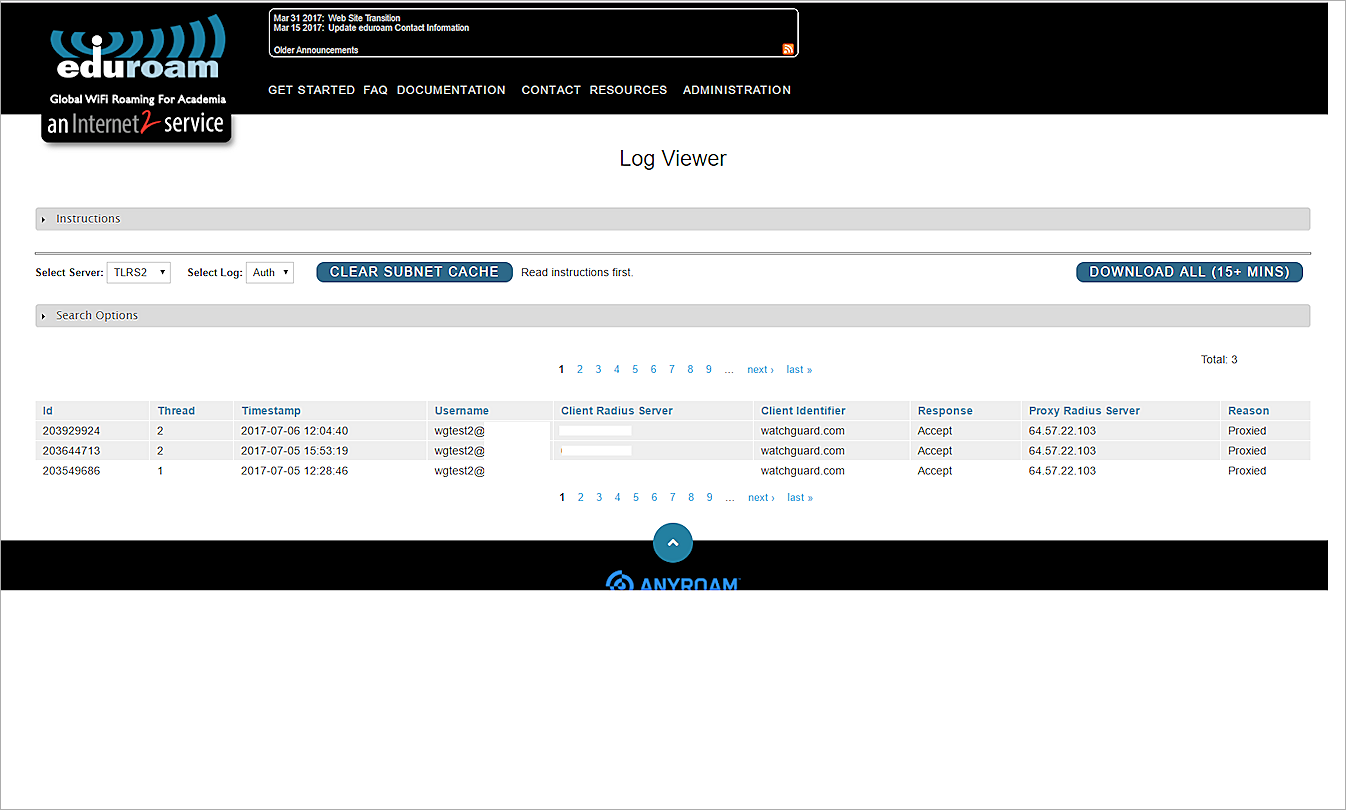 Mar 31 2017: Web Site Transition
Mar 15 2017: Update eduroam Contact Information
Older Announcements
eduroam
Global WiFi Roaming For Academia
an Internet2 service
GET STARTED FAQ DOCUMENTATION CONTACT RESOURCES ADMINISTRATION
Log Viewer
Instructions
Select Server: TLRS2 Select Log: Auth CLEAR SUBNET CACHE Read instructions first. DOWNLOAD ALL (15+ MINS)
Search Options
Total: 3
1 2 3 4 5 6 7 8 9 ... next › last »
Id Thread Timestamp Username Client Radius Server Client Identifier Response Proxy Radius Server Reason
203929924 2 2017-07-06 12:04:40 wgtest2@ watchguard.com Accept 64.57.22.103 Proxied
203644713 2 2017-07-05 15:53:19 wgtest2@ watchguard.com Accept 64.57.22.103 Proxied
203549686 1 2017-07-05 12:28:46 wgtest2@ watchguard.com Accept 64.57.22.103 Proxied
1 2 3 4 5 6 7 8 9 ... next › last »
ANYROAM